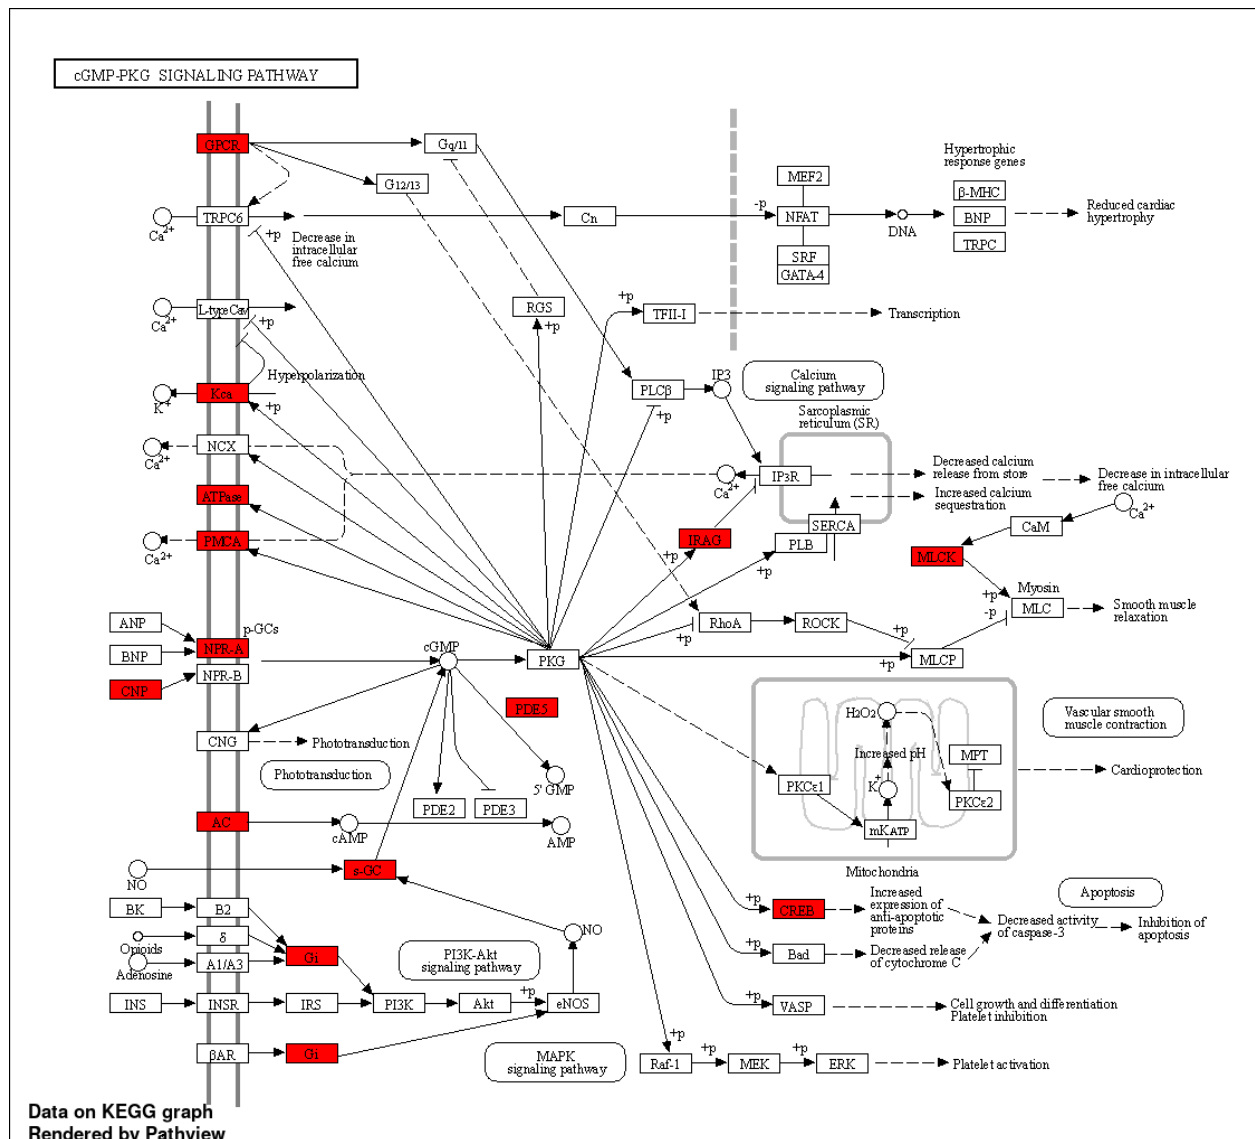 cGMP-PKG SIGNALING PATHWAY
GPCR
Gq/11
G12/13
Hypertrophic
response genes
MEF2
β-MHC
TRPC6
Ca2+
+p
Decrease in
intracellular
free calcium
Cn
-p
NFAT
DNA
BNP
TRPC
Reduced cardiac
hypertrophy
SRF
GATA-4
L-type Cav
Ca2+
+p
RGS
+p
+p
TFII-I
Transcription
Hyperpolarization
Kca
K+
+p
PLCβ
+p
IP3
Calcium
signaling pathway
Sarcoplasmic
reticulum (SR)
NCX
Ca2+
Ca2+
IP3R
Decreased calcium
release from store
Increased calcium
sequestration
Decrease in intracellular
free calcium
Ca2+
ATPase
PMCA
Ca2+
IRAG
+p
SERCA
PLB
+p
CaM
MLCK
+p
-p
Myosin
MLC
Smooth muscle
relaxation
ANP
BNP
CNP
p-GCs
NPR-A
NPR-B
cGMP
PKG
RhoA
+p
ROCK
+p
+p
MLCP
PDE5
CNG
Phototransduction
Phototransduction
PDE2
PDE3
5' GMP
H2O2
Increased pH
K+
MPT
PKCε1
PKCε2
mKATP
Mitochondria
Vascular smooth
muscle contraction
Cardioprotection
AC
cAMP
AMP
NO
s-GC
BK
B2
NO
Opioids
δ
Adenosine
A1/A3
Gi
PI3K-Akt
signaling pathway
INS
INSR
IRS
PI3K
Akt
+p
eNOS
βAR
Gi
MAPK
signaling pathway
+p
CREB
Increased
expression of
anti-apoptotic
proteins
Apoptosis
Decreased activity
of caspase-3
Inhibition of
apoptosis
+p
Bad
Decreased release
of cytochrome C
+p
VASP
Cell growth and differentiation
Platelet inhibition
+p
Raf-1
+p
MEK
+p
ERK
Platelet activation
Data on KEGG graph
Rendered by Pathview